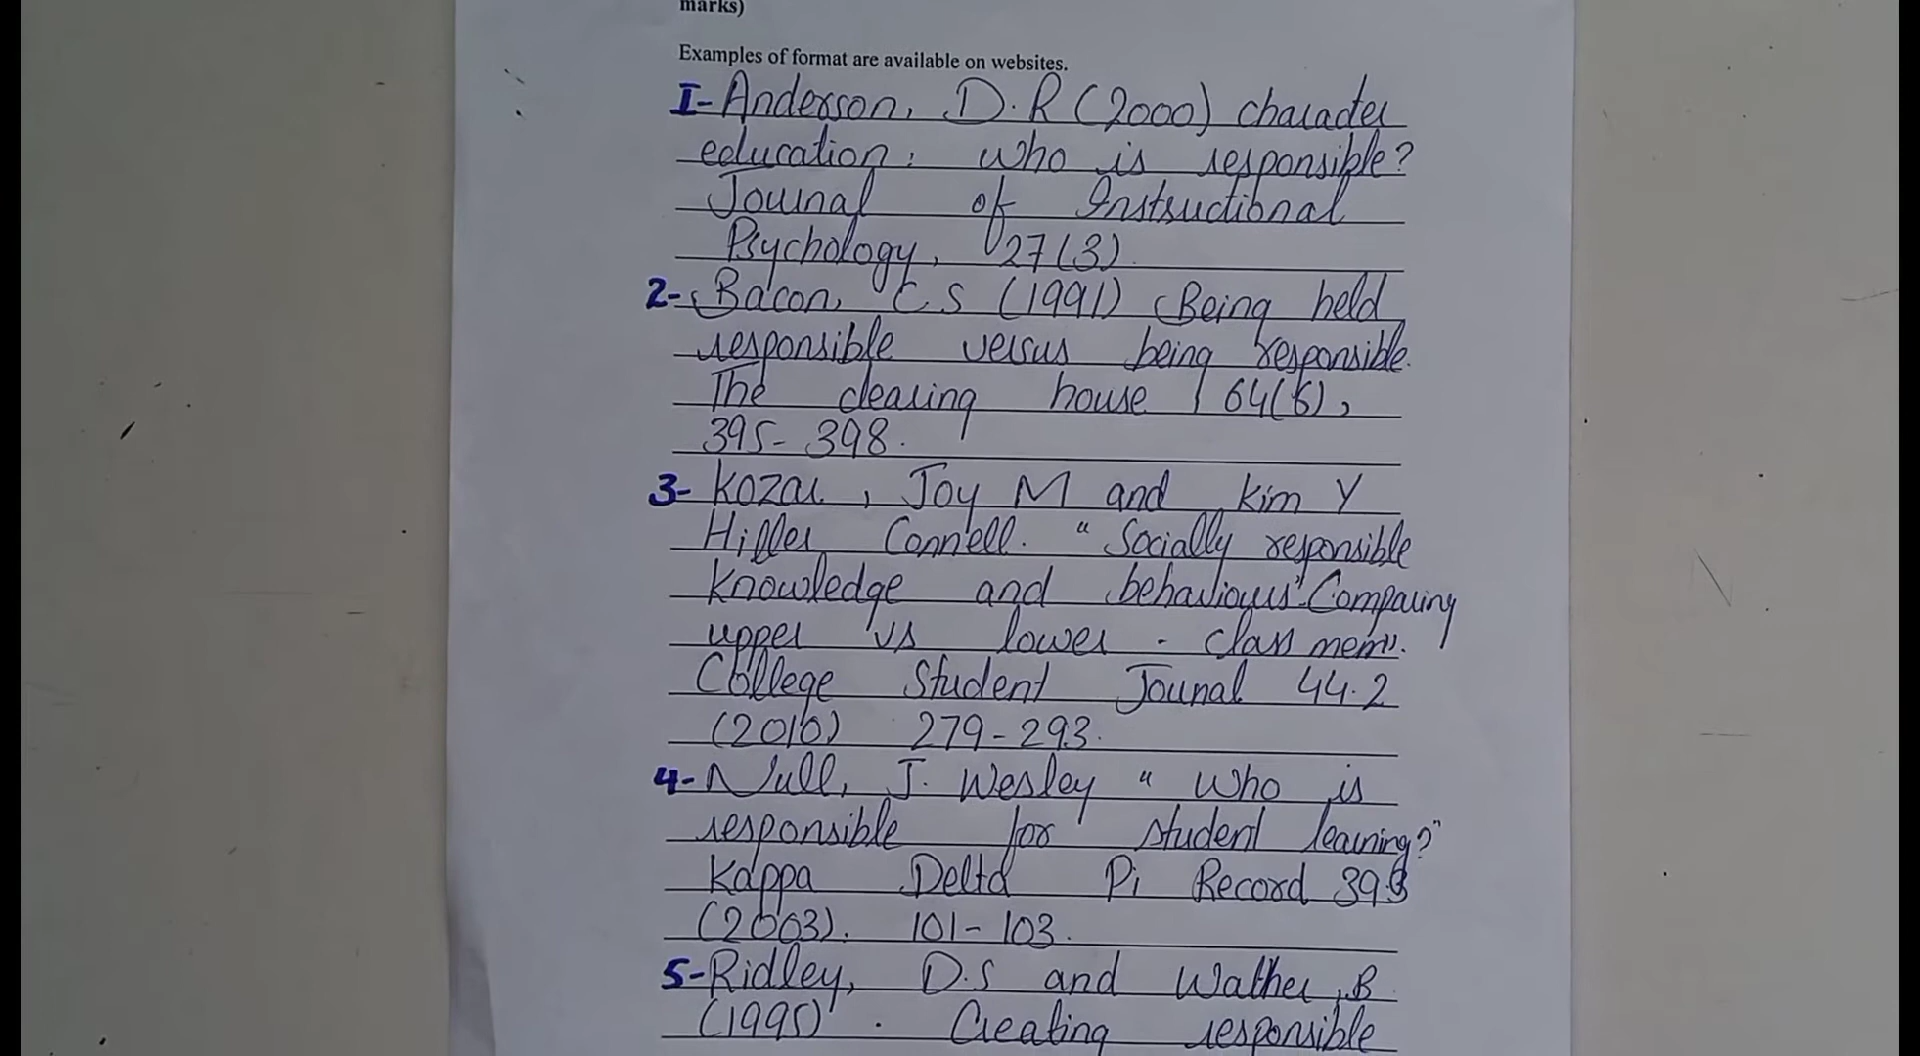 marks)
Examples of format are available on websites.
1- Anderson, D.R (2000) character
education: who is responsible?
Journal of Instructional
Psychology, 27(3).
2- Bacon, C S (1991) Being held
responsible versus being responsible.
The clearing house 64(6),
395-398.
3- Kozar, Joy M and Kim Y
Hiller Connell. "Socially responsible
knowledge and behaviours" Comparing
upper vs lower - class mem.
College Student Jounal 44.2
(2010) 279-293.
4- Null, J. Wesley "Who is
responsible for student learning?"
Kappa Delta Pi Record 39.3
(2003). 101-103.
5- Ridley, D.S and Walther, B
(1995). Creating responsible